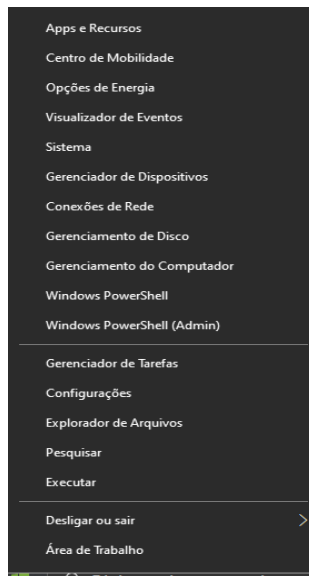 Apps e Recursos
Centro de Mobilidade
Opções de Energia
Visualizador de Eventos
Sistema
Gerenciador de Dispositivos
Conexões de Rede
Gerenciamento de Disco
Gerenciamento do Computador
Windows PowerShell
Windows PowerShell (Admin)
Gerenciador de Tarefas
Configurações
Explorador de Arquivos
Pesquisar
Executar
Desligar ou sair
Área de Trabalho